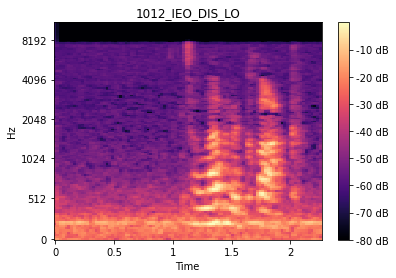 1012_IEO_DIS_LO
8192
4096
2048
1024
512
0
Hz
0
0.5
1
1.5
2
Time
-10 dB
-20 dB
-30 dB
-40 dB
-50 dB
-60 dB
-70 dB
-80 dB